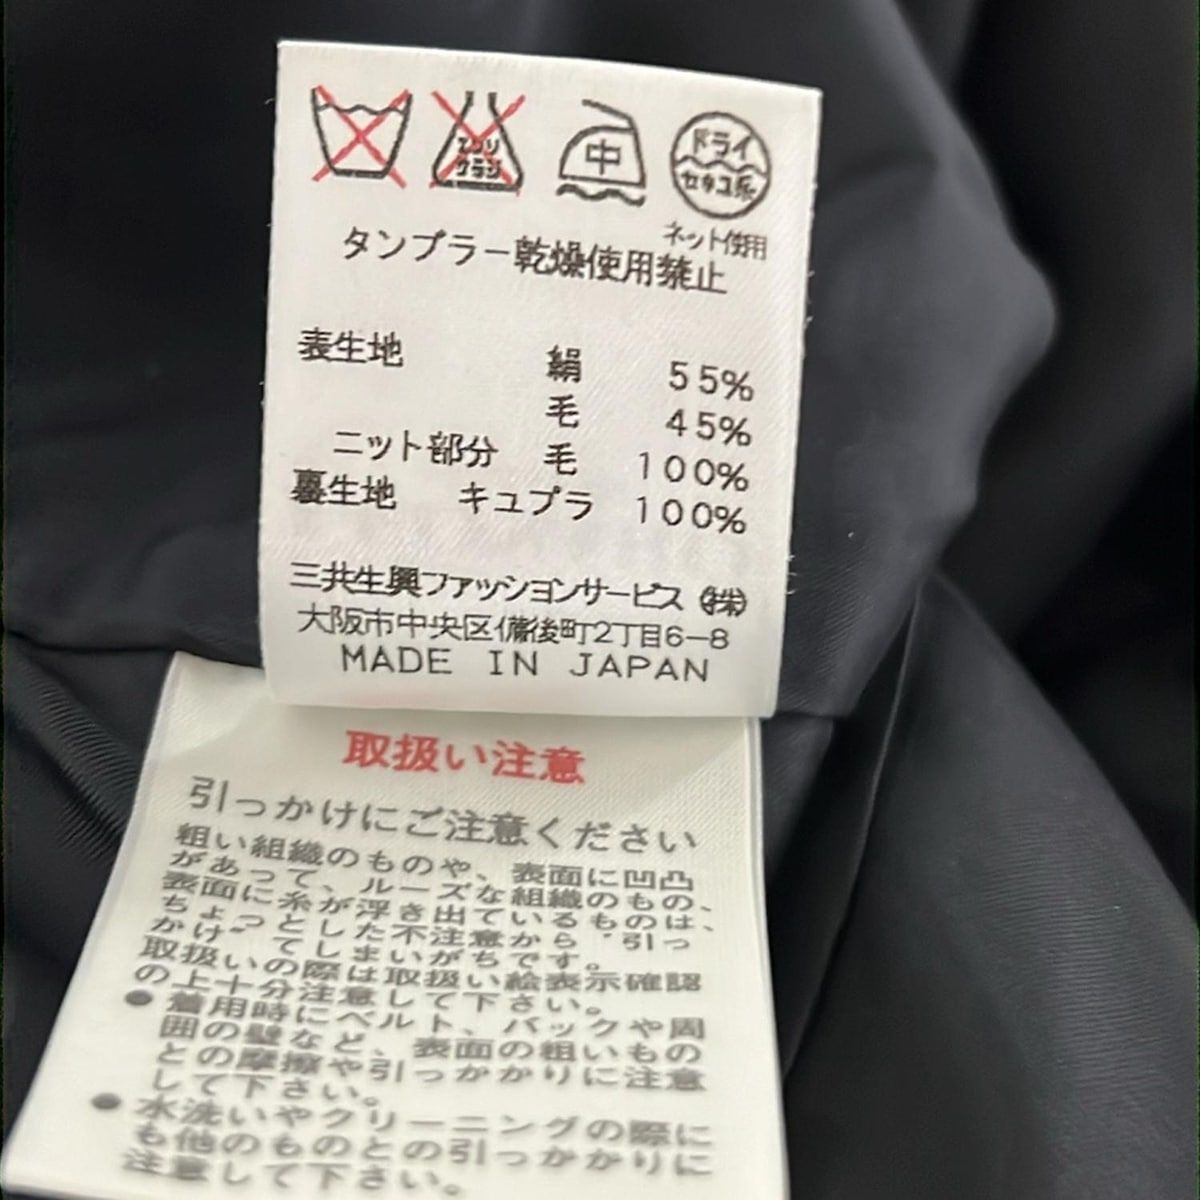 エンソ
サラシ
中
ドライ
セキユ系
ネット使用
タンブラー乾燥使用禁止
表生地 絹 55%
毛 45%
ニット部分 毛 100%
裏生地 キュプラ 100%
三共生興ファッションサービス(株)
大阪市中央区備後町2丁目6-8
MADE IN JAPAN
取扱い注意
引っかけにご注意ください
粗い組織のものや、表面に凹凸
があって、ルーズな組織のもの、
表面に糸が浮き出ているものは、
ちょっとした不注意から“引っ
かけ”てしまいがちです。
取扱いの際は取扱い絵表示確認
の上十分注意して下さい。
●着用時にベルト、バックや周
囲の壁など、表面の粗いもの
との摩擦や引っかかりに注意
して下さい。
●水洗いやクリーニングの際に
も他のものとの引っかかりに
注意して下さい。